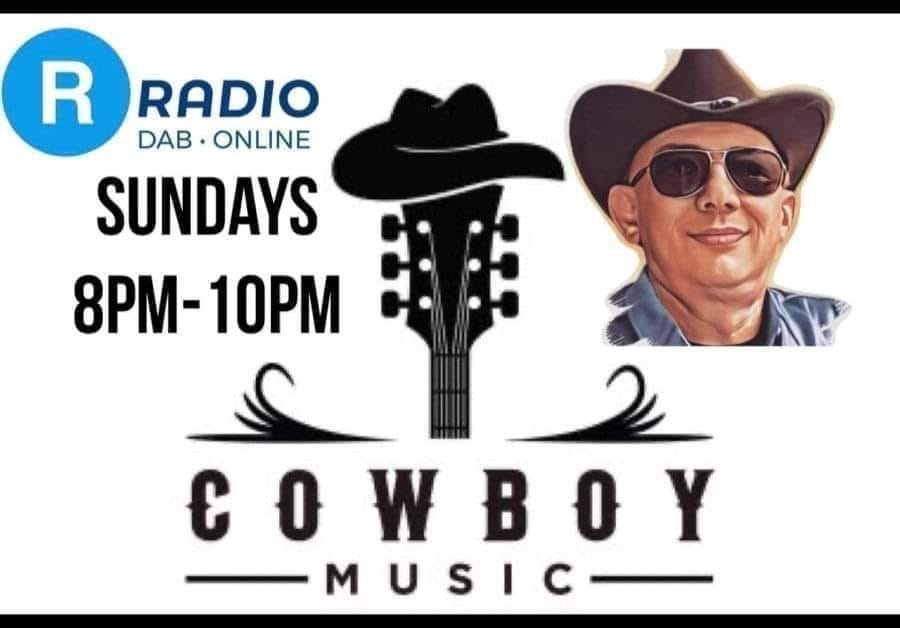 R RADIO
DAB · ONLINE
SUNDAYS
8PM-10PM
COWBOY
MUSIC